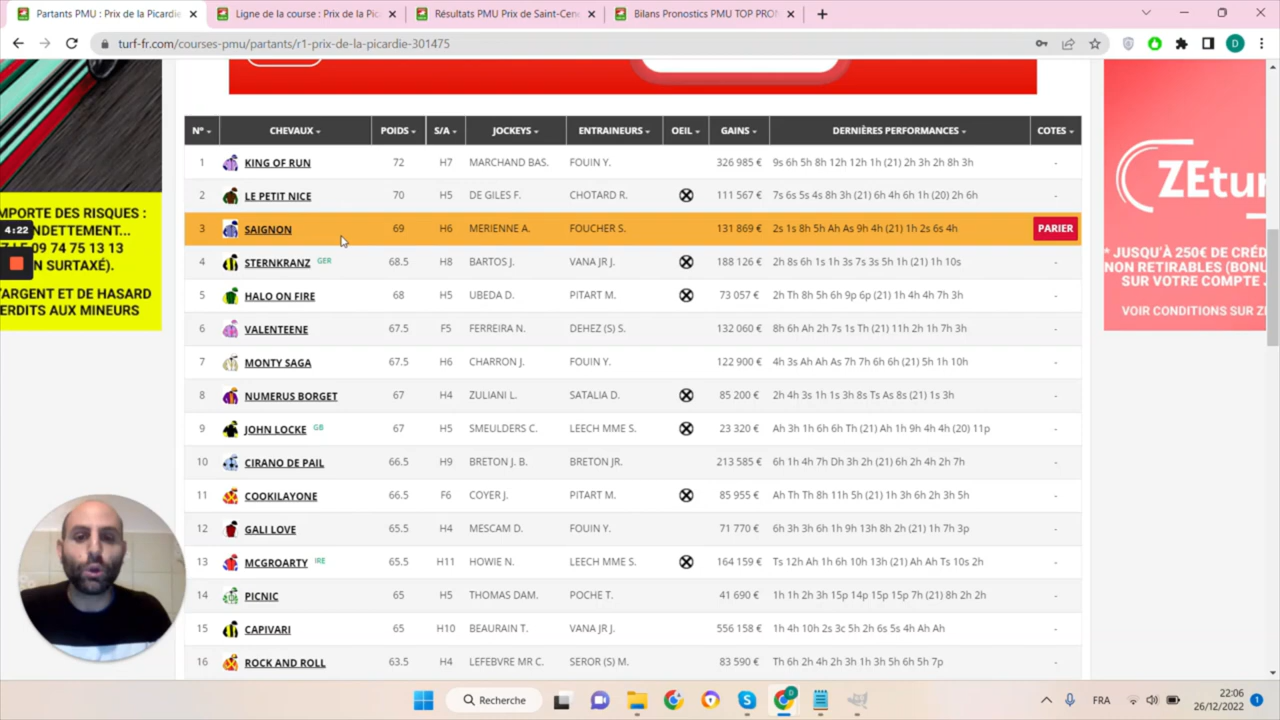 Partants PMU : Prix de la Picardie
Ligne de la course : Prix de la Pic
Résultats PMU Prix de Saint-Cene
Bilans Pronostics PMU TOP PRON
turf-fr.com/courses-pmu/partants/r1-prix-de-la-picardie-301475
Nº CHEVAUX POIDS S/A JOCKEYS ENTRAINEURS OEIL GAINS DERNIÈRES PERFORMANCES COTES
1 KING OF RUN 72 H7 MARCHAND BAS. FOUIN Y. 326 985 € 9s 6h 5h 8h 12h 12h 1h (21) 2h 3h 2h 8h 3h -
2 LE PETIT NICE 70 H5 DE GILES F. CHOTARD R. 111 567 € 7s 6s 5s 4s 8h 3h (21) 6h 4h 6h 1h (20) 2h 6h -
3 SAIGNON 69 H6 MERIENNE A. FOUCHER S. 131 869 € 2s 1s 8h 5h Ah As 9h 4h (21) 1h 2s 6s 4h PARIER
4 STERNKRANZ GER 68.5 H8 BARTOS J. VANA JR J. 188 126 € 2h 8s 6h 1s 1h 3s 7s 3s 5h 1h (21) 1h 10s -
5 HALO ON FIRE 68 H5 UBEDA D. PITART M. 73 057 € 2h Th 8h 5h 6h 9p 6p (21) 1h 4h 4h 7h 3h -
6 VALENTEENE 67.5 F5 FERREIRA N. DEHEZ (S) S. 132 060 € 8h 6h Ah 2h 7s 1s Th (21) 11h 2h 1h 7h 3h -
7 MONTY SAGA 67.5 H6 CHARRON J. FOUIN Y. 122 900 € 4h 3s Ah Ah As 7h 7h 6h 6h (21) 5h 1h 10h -
8 NUMERUS BORGET 67 H4 ZULIANI L. SATALIA D. 85 200 € 2h 4h 3s 1h 1s 3h 8s Ts As 8s (21) 1s 3h -
9 JOHN LOCKE GB 67 H5 SMEULDERS C. LEECH MME S. 23 320 € Ah 3h 1h 6h 6h Th (21) Ah 1h 9h 4h 4h (20) 11p -
10 CIRANO DE PAIL 66.5 H9 BRETON J. B. BRETON JR. 213 585 € 6h 1h 4h 7h Dh 3h 2h (21) 6h 2h 4h 2h 7h -
11 COOKILAYONE 66.5 F6 COYER J. PITART M. 85 955 € Ah Th Th 8h 11h 5h (21) 1h 3h 6h 2h 3h 5h -
12 GALI LOVE 65.5 H4 MESCAM D. FOUIN Y. 71 770 € 6h 3h 3h 6h 1h 9h 13h 8h 2h (21) 1h 7h 3p -
13 MCGROARTY IRE 65.5 H11 HOWIE N. LEECH MME S. 164 159 € Ts 12h Ah 1h 6h 10h 13h (21) Ah Ah Ts 10s 2h -
14 PICNIC 65 H5 THOMAS DAM. POCHE T. 41 690 € 1h 1h 2h 3h 15p 14p 15p 15p 7h (21) 8h 2h 2h -
15 CAPIVARI 65 H10 BEAURAIN T. VANA JR J. 556 158 € 1h 4h 10h 2s 3c 5h 2h 6s 5s 4h Ah Ah -
16 ROCK AND ROLL 63.5 H4 LEFEBVRE MR C. SEROR (S) M. 83 590 € Th 6h 2h 4h 2h 3h 1h 3h 5h 6h 5h 7p -
MPORTE DES RISQUES :
4:22
NDETTEMENT...
09 74 75 13 13
N SURTAXÉ).
'ARGENT ET DE HASARD
ERDITS AUX MINEURS
ZEtur
* JUSQU'À 250€ DE CRÉD
NON RETIRABLES (BONU
SUR VOTRE COMPTE
VOIR CONDITIONS SUR ZE
Recherche
FRA
22:06
26/12/2022
1